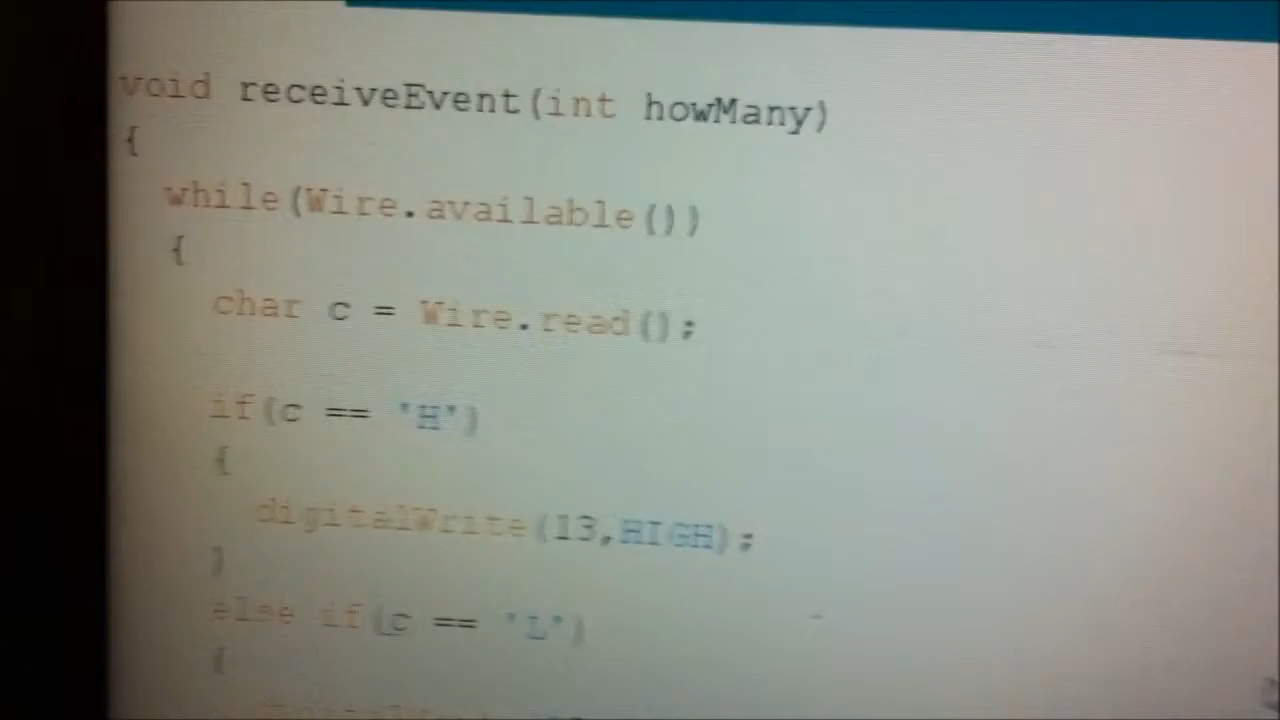 void receiveEvent(int howMany)
{
while(Wire.available())
{
char c = Wire.read();
if(c == 'H')
{
digitalWrite(13,HIGH);
}
else if(c == 'L')
{